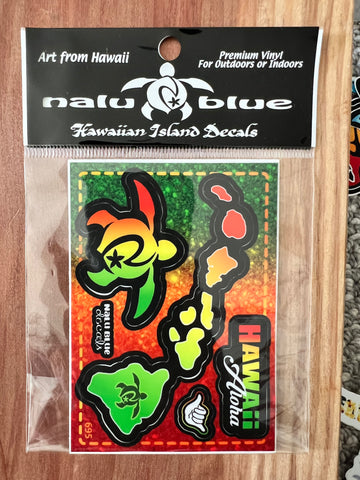 Art from Hawaii
Premium Vinyl
For Outdoors or Indoors
nalu blue
Hawaiian Island Decals
HAWAii
Aloha
Nalu Blue
695